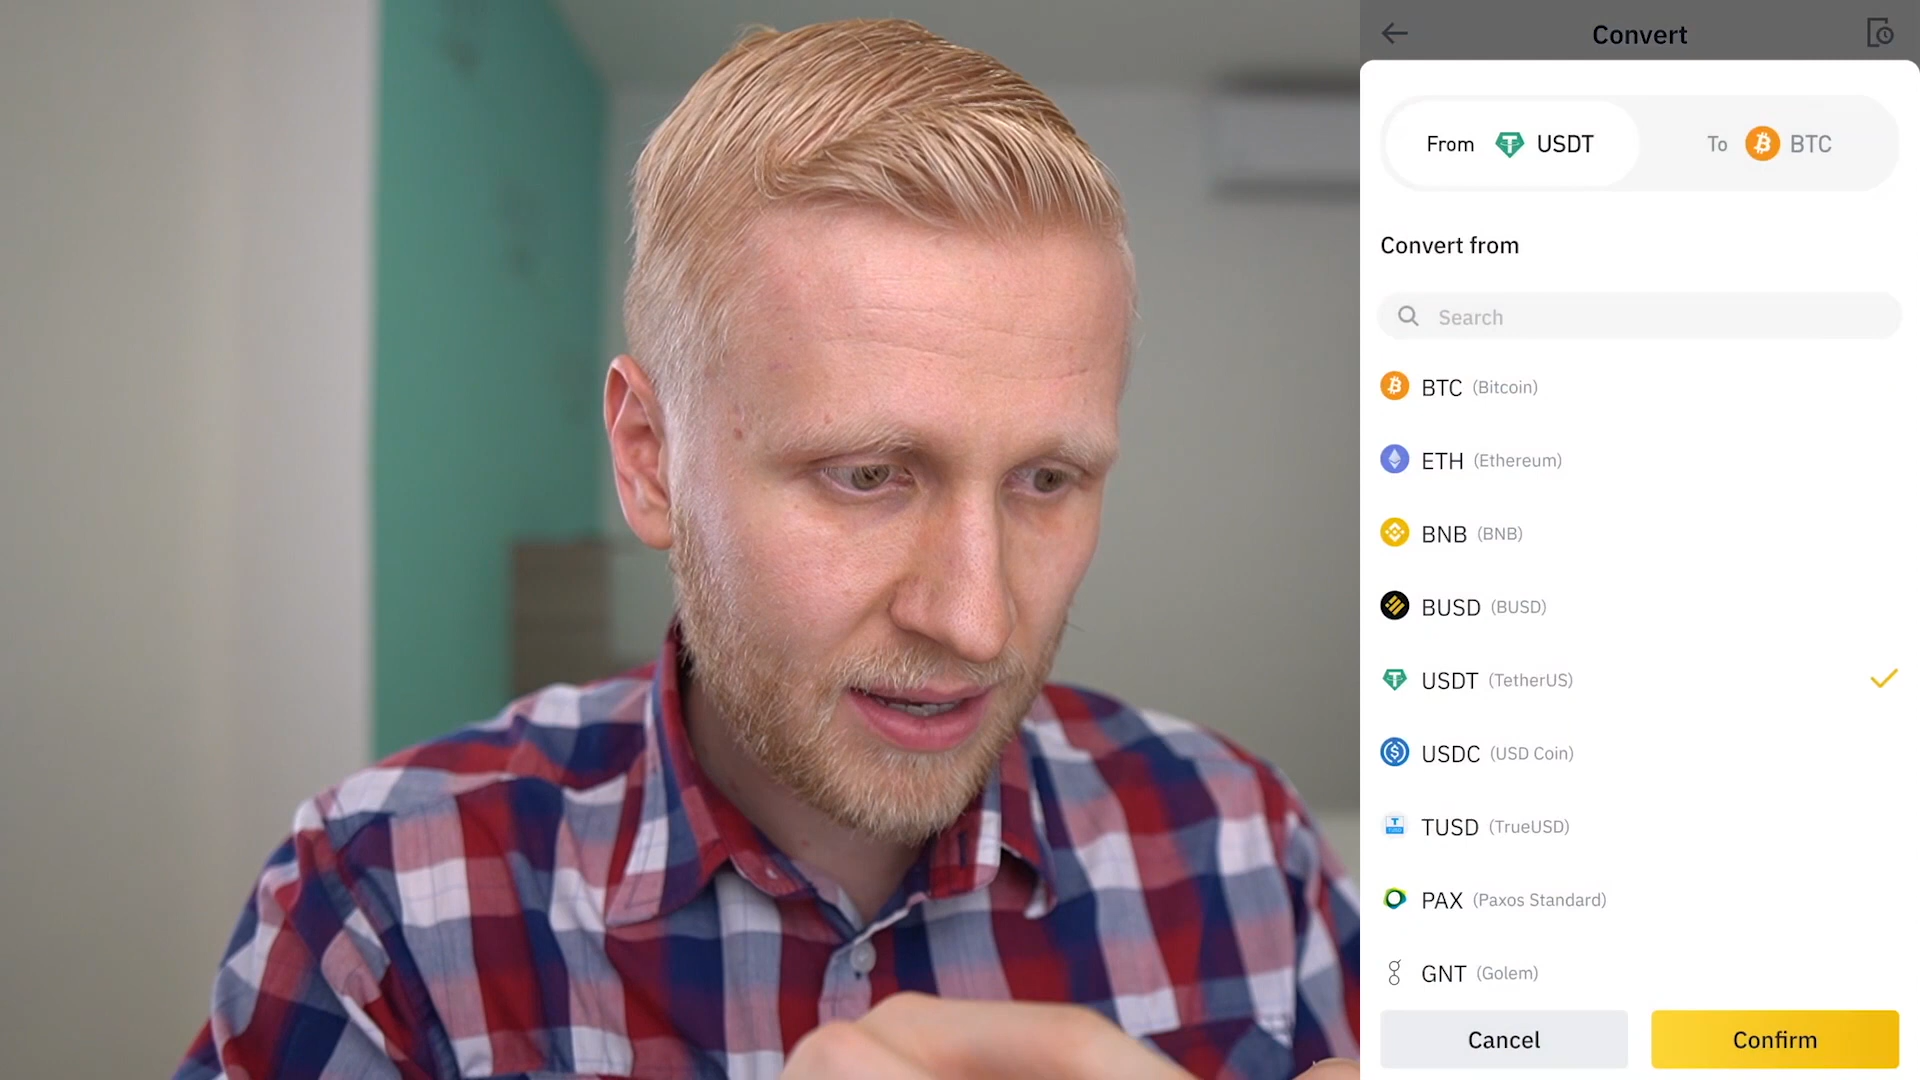 Convert
From USDT To BTC
Convert from
Search
BTC (Bitcoin)
ETH (Ethereum)
BNB (BNB)
BUSD (BUSD)
USDT (TetherUS)
USDC (USD Coin)
TUSD (TrueUSD)
PAX (Paxos Standard)
GNT (Golem)
Cancel Confirm